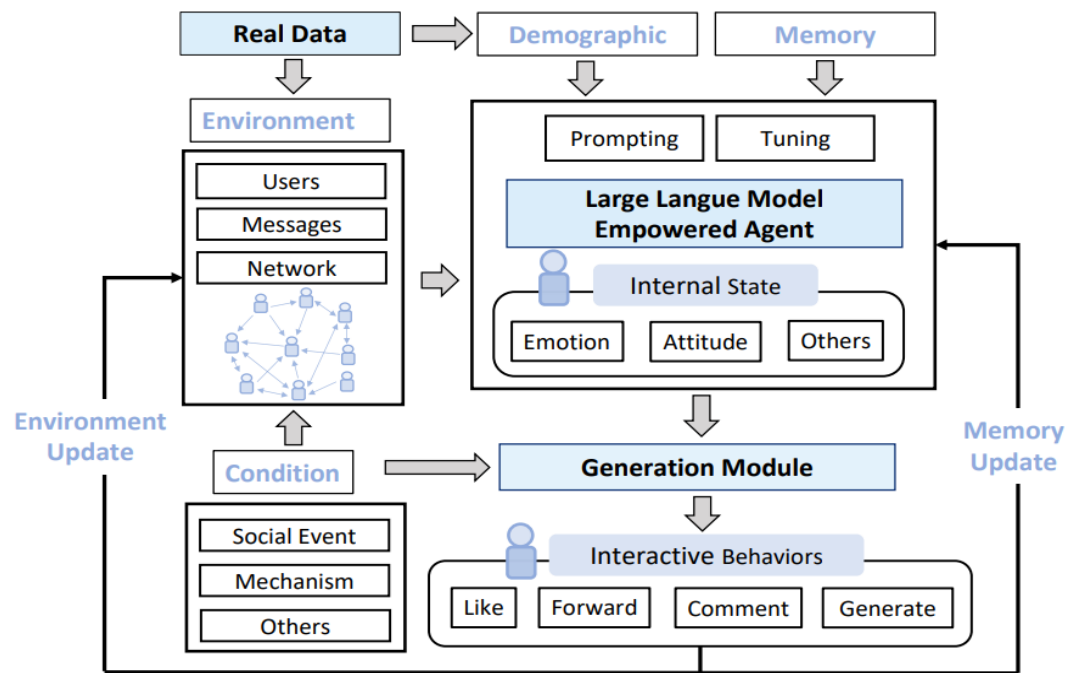 Real Data
Demographic
Memory
Environment
Users
Messages
Network
Prompting
Tuning
Large Langue Model
Empowered Agent
Internal State
Emotion
Attitude
Others
Environment
Update
Condition
Social Event
Mechanism
Others
Generation Module
Interactive Behaviors
Like
Forward
Comment
Generate
Memory
Update